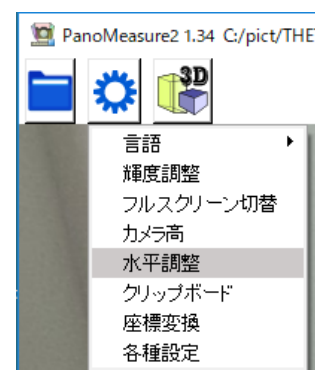 PanoMeasure2 1.34 C:/pict/THE
3D
言語
輝度調整
フルスクリーン切替
カメラ高
水平調整
クリップボード
座標変換
各種設定